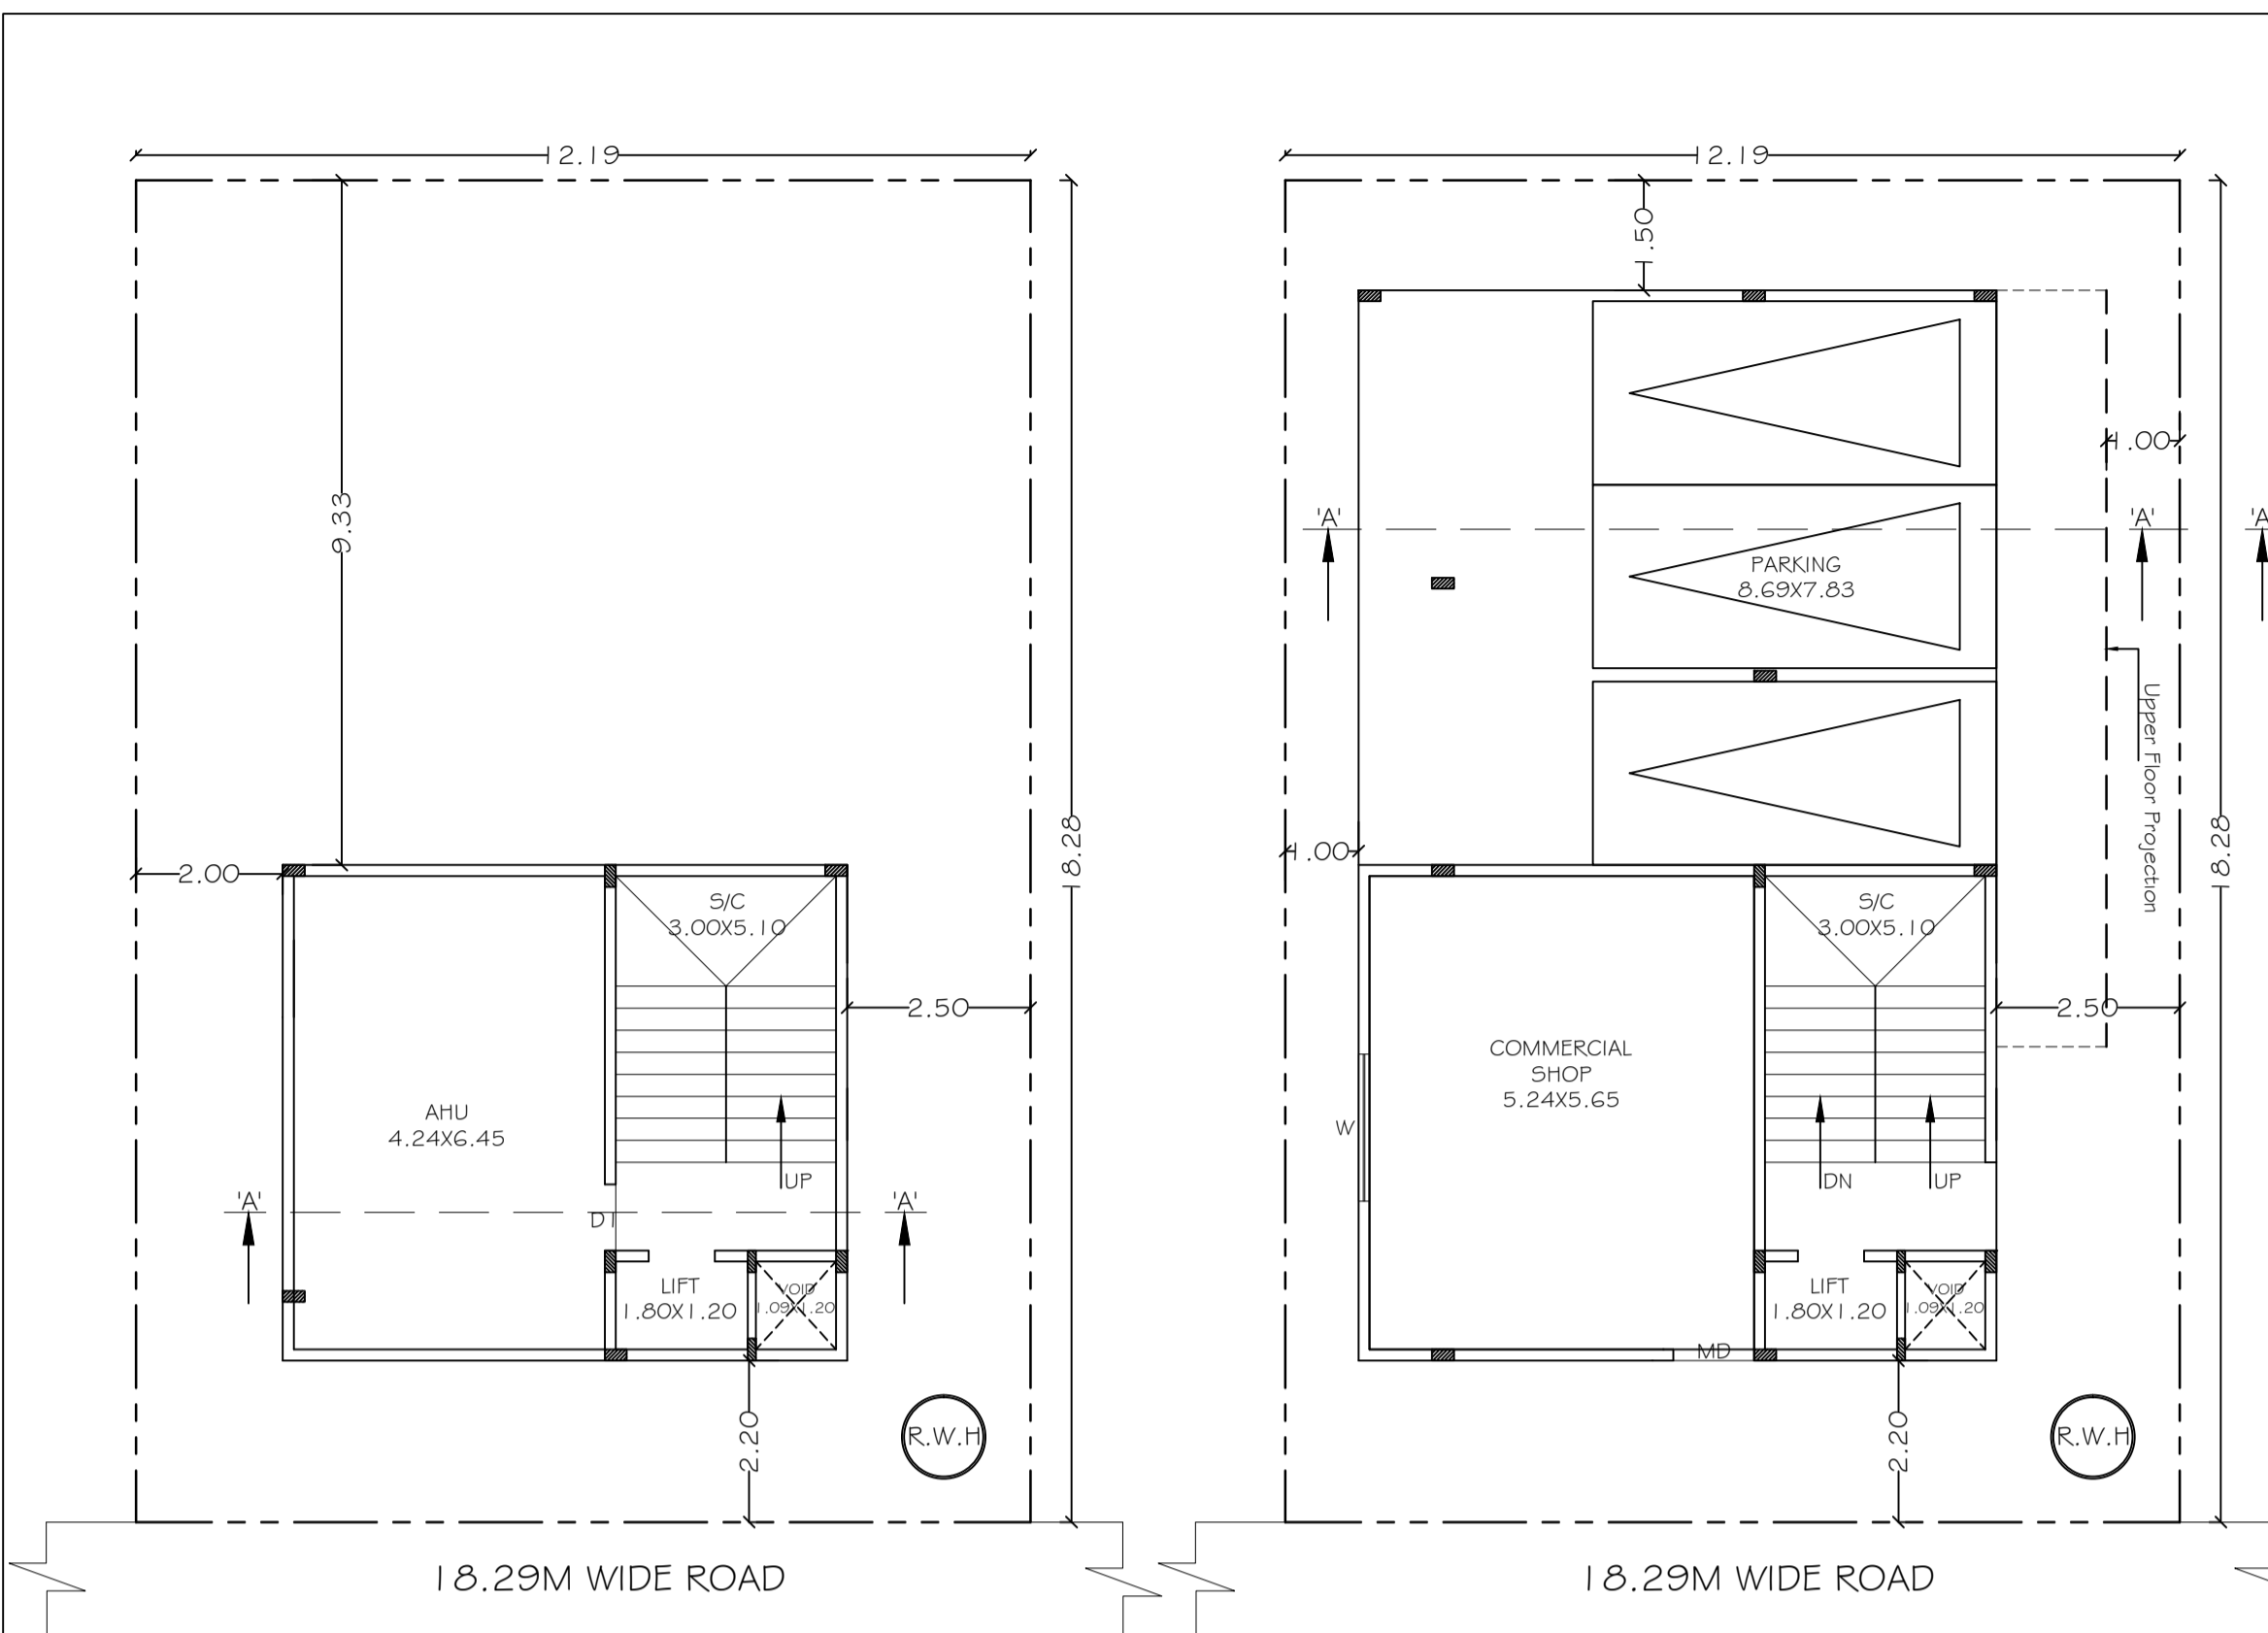 12.19
9.33
2.00
18.28
S/C
3.00X5.10
2.50
AHU
4.24X6.45
UP
'A'
'A'
D1
LIFT
1.80X1.20
VOID
1.09X1.20
2.20
R.W.H
18.29M WIDE ROAD
12.19
1.50
1.00
'A'
'A'
PARKING
8.69X7.83
Upper Floor Projection
18.28
1.00
S/C
3.00X5.10
2.50
COMMERCIAL
SHOP
5.24X5.65
W
DN
UP
LIFT
1.80X1.20
VOID
1.09X1.20
MD
2.20
R.W.H
18.29M WIDE ROAD